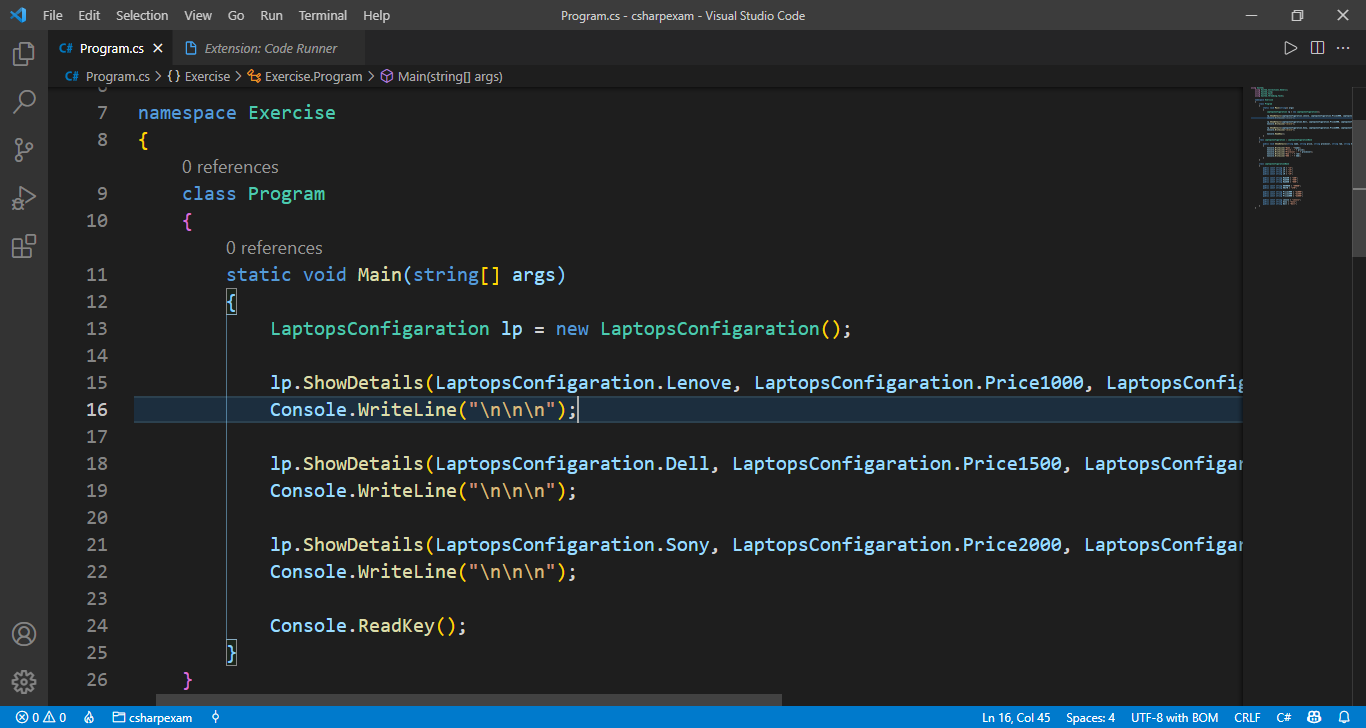 File Edit Selection View Go Run Terminal Help Program.cs - csharpexam - Visual Studio Code
C# Program.cs Extension: Code Runner
C# Program.cs > {} Exercise > Exercise.Program > Main(string[] args)
6
7 namespace Exercise
8 {
0 references
9 class Program
10 {
0 references
11 static void Main(string[] args)
12 {
13 LaptopsConfigaration lp = new LaptopsConfigaration();
14
15 lp.ShowDetails(LaptopsConfigaration.Lenove, LaptopsConfigaration.Price1000, LaptopsConfig
16 Console.WriteLine("\n\n\n");
17
18 lp.ShowDetails(LaptopsConfigaration.Dell, LaptopsConfigaration.Price1500, LaptopsConfigar
19 Console.WriteLine("\n\n\n");
20
21 lp.ShowDetails(LaptopsConfigaration.Sony, LaptopsConfigaration.Price2000, LaptopsConfigar
22 Console.WriteLine("\n\n\n");
23
24 Console.ReadKey();
25 }
26 }
0 0 csharpexam Ln 16, Col 45 Spaces: 4 UTF-8 with BOM CRLF C#